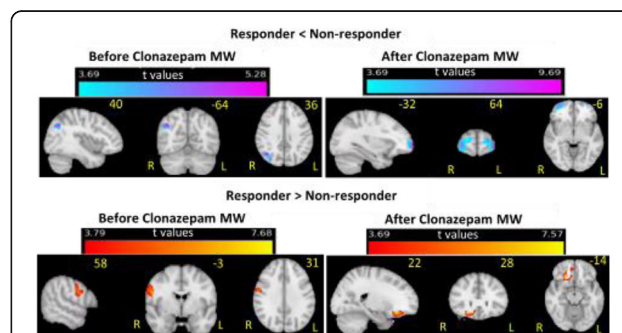 Responder < Non-responder
Before Clonazepam MW
After Clonazepam MW
3.69 t values 5.28
3.69 t values 9.69
40 -64 36
-32 64 -6
R L R L
R L R L
Responder > Non-responder
Before Clonazepam MW
After Clonazepam MW
3.79 t values 7.68
3.69 t values 7.57
58 -3 31
22 28 -14
R L R L
R L R L